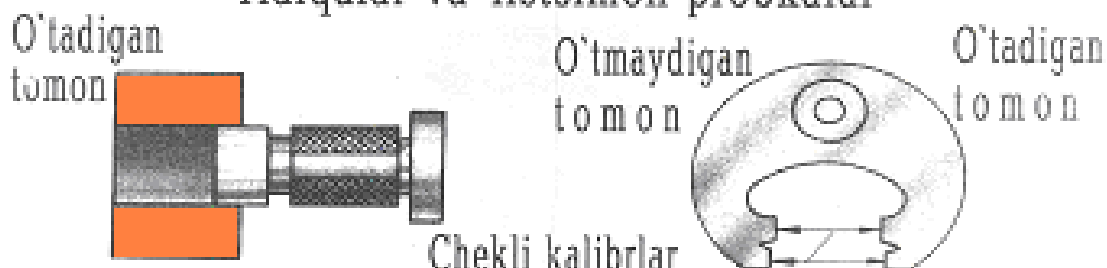 O`tadigan
tomon
O`tmaydigan
tomon
O`tadigan
tomon
Chekli kalibrlar